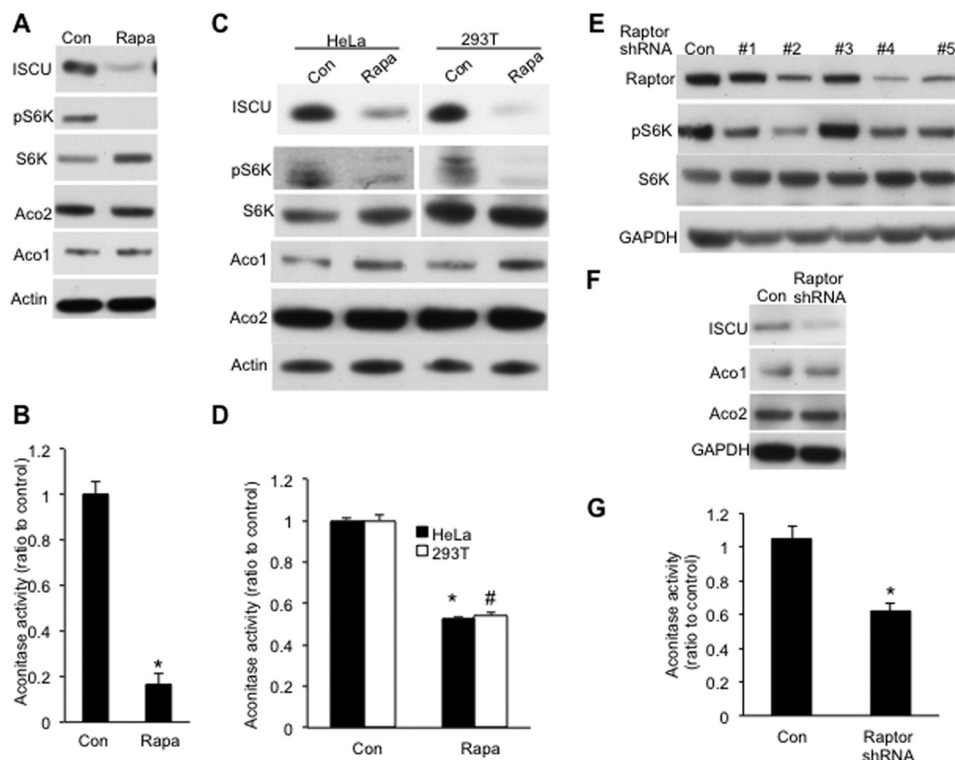 A
Con Rapa
ISCU
pS6K
S6K
Aco2
Aco1
Actin
B
Aconitase activity (ratio to control)
1.2
1
0.8
0.6
0.4
0.2
0
*
Con Rapa
C
HeLa 293T
Con Rapa Con Rapa
ISCU
pS6K
S6K
Aco1
Aco2
Actin
D
Aconitase activity (ratio to control)
1.2
1
0.8
0.6
0.4
0.2
0
HeLa
293T
* #
Con Rapa
E
Raptor
shRNA Con #1 #2 #3 #4 #5
Raptor
pS6K
S6K
GAPDH
F
Con Raptor
shRNA
ISCU
Aco1
Aco2
GAPDH
G
Aconitase activity
(ratio to control)
1.2
1
0.8
0.6
0.4
0.2
0
*
Con Raptor
shRNA